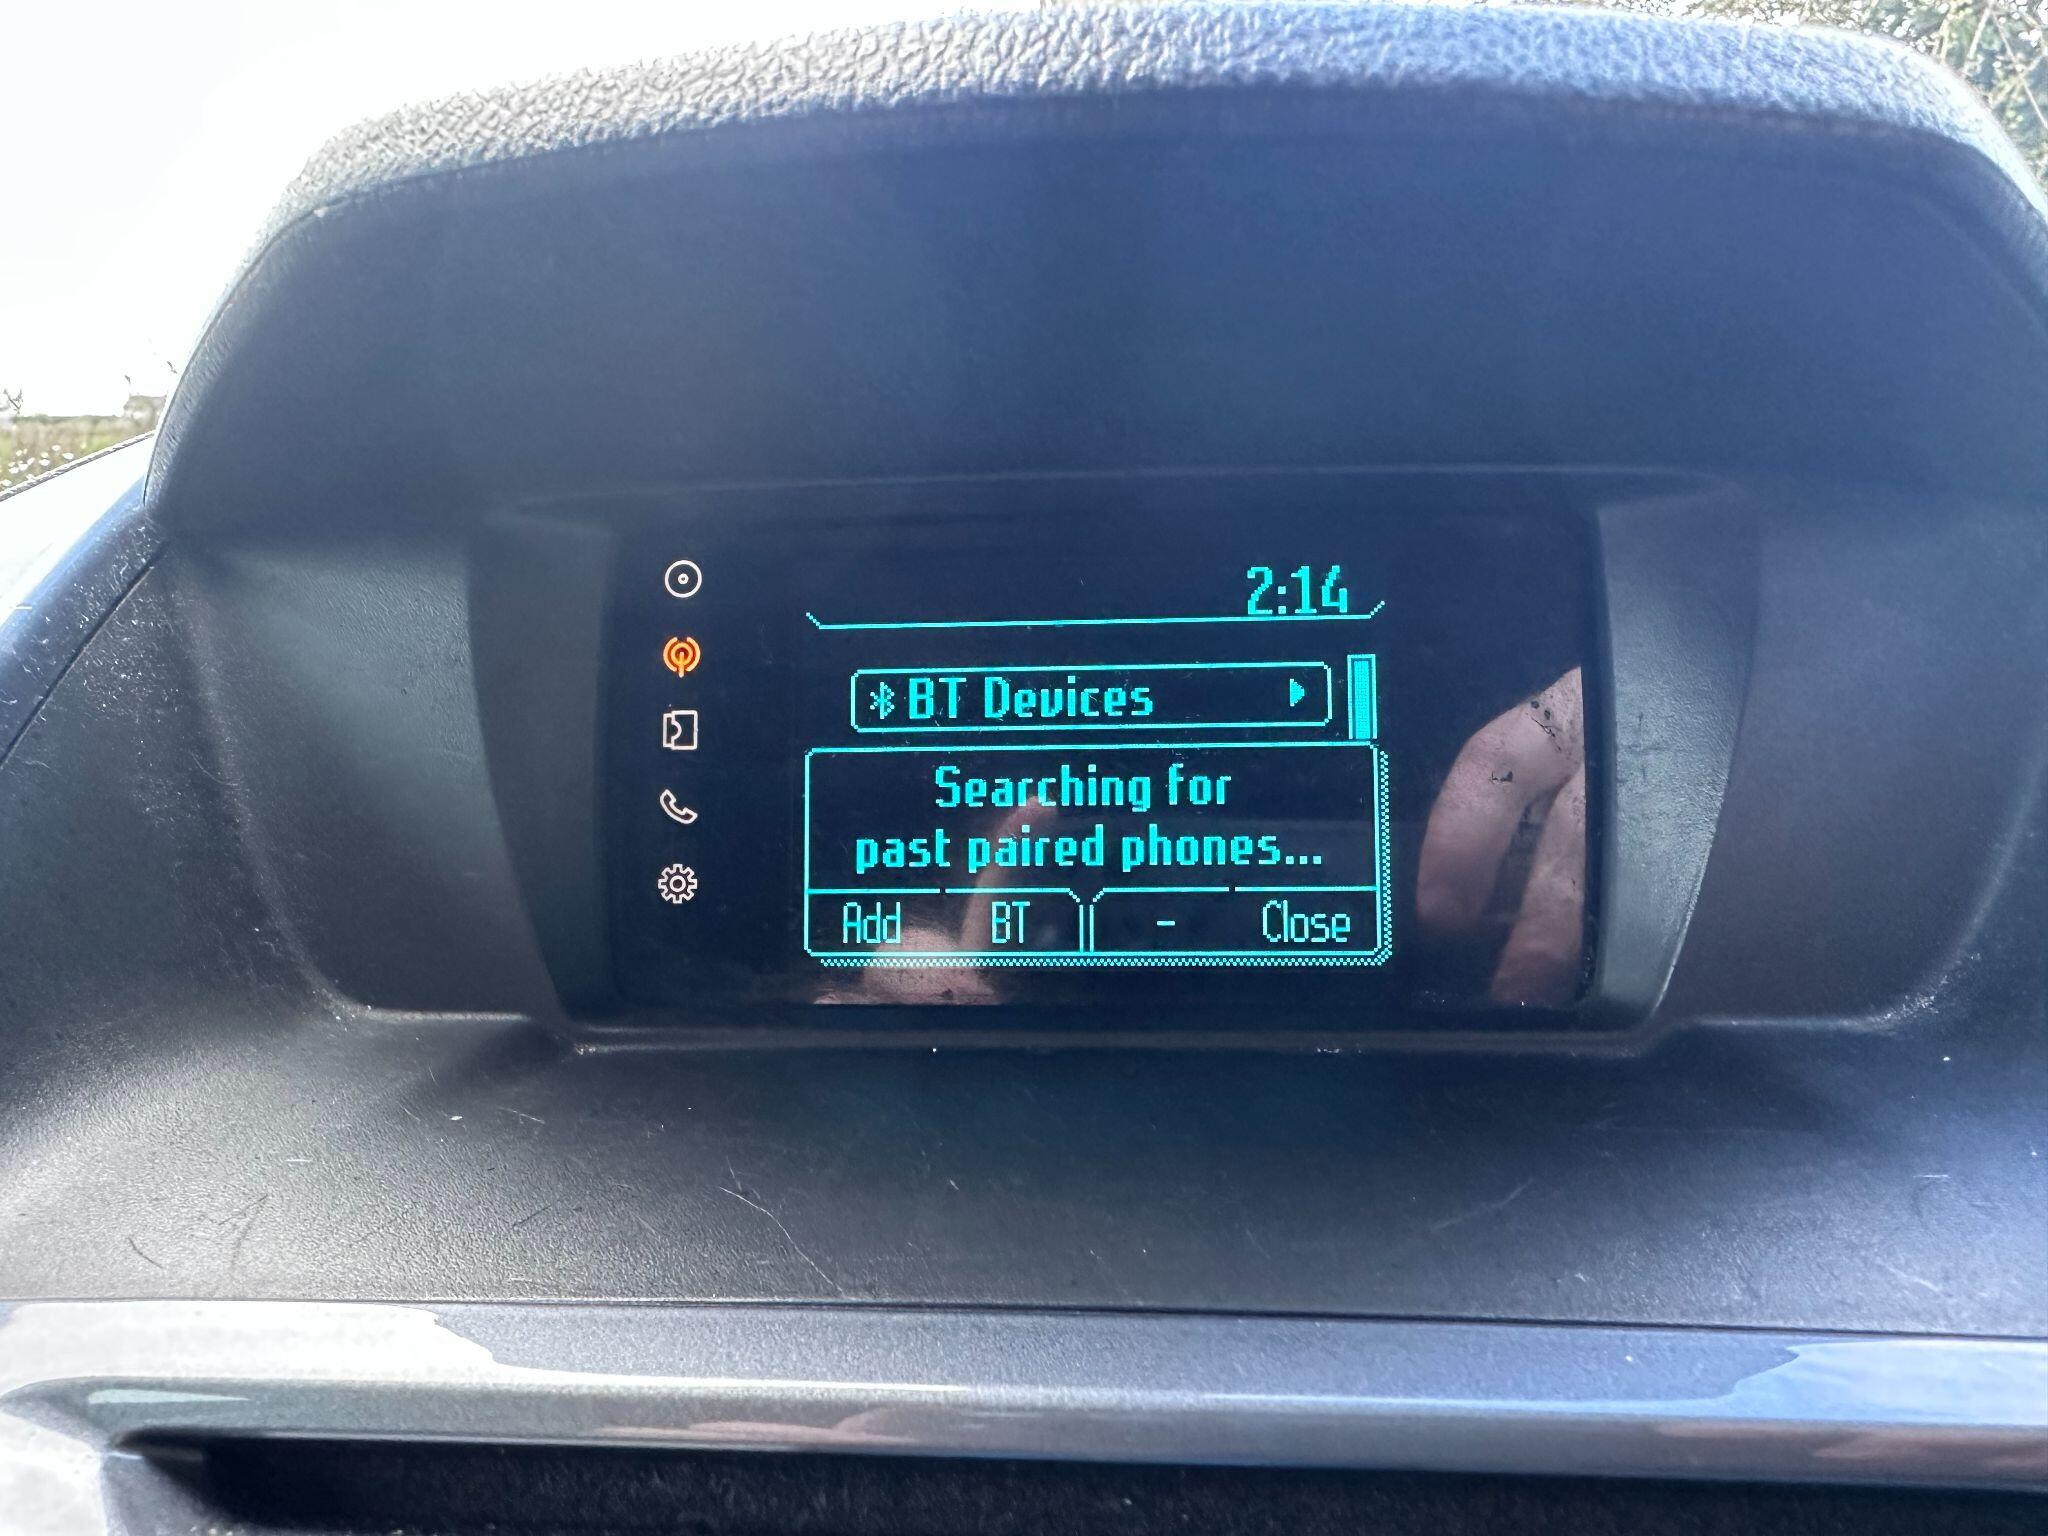 2:14
BT Devices
Searching for
past paired phones...
Add BT - Close